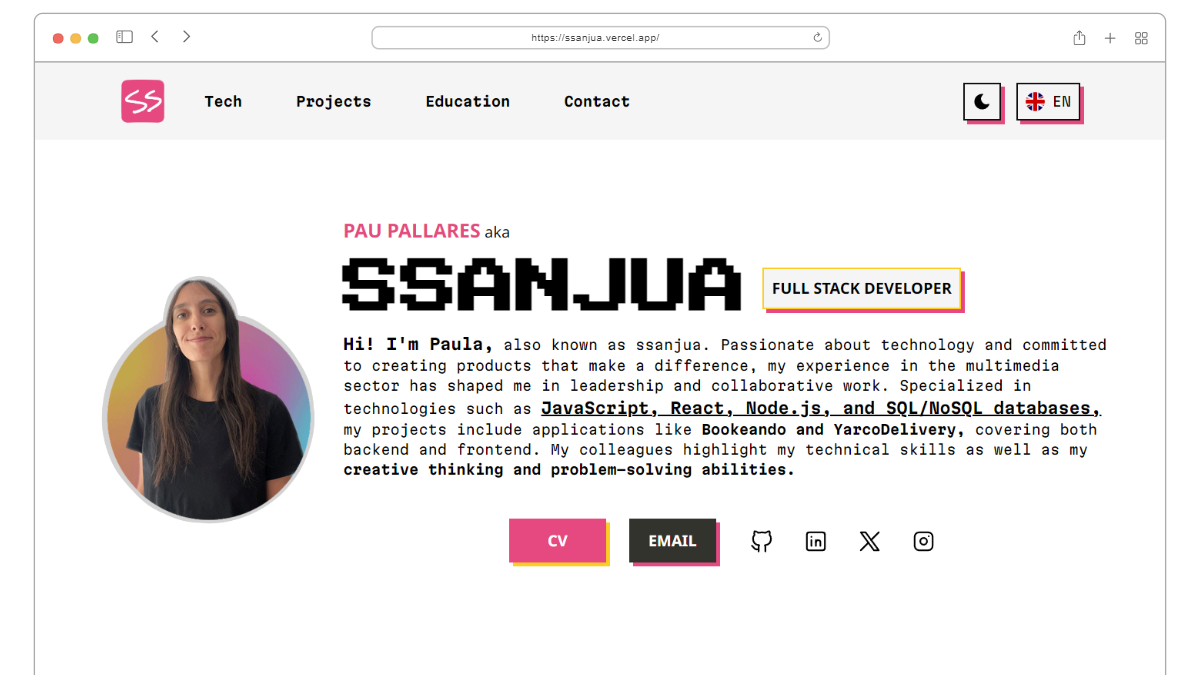 https://ssanjua.vercel.app/
SS
Tech
Projects
Education
Contact
EN
PAU PALLARES aka
SSANJUA
FULL STACK DEVELOPER
Hi! I'm Paula, also known as ssanjua. Passionate about technology and committed
to creating products that make a difference, my experience in the multimedia
sector has shaped me in leadership and collaborative work. Specialized in
technologies such as JavaScript, React, Node.js, and SQL/NoSQL databases,
my projects include applications like Bookeando and YarcoDelivery, covering both
backend and frontend. My colleagues highlight my technical skills as well as my
creative thinking and problem-solving abilities.
CV
EMAIL
in